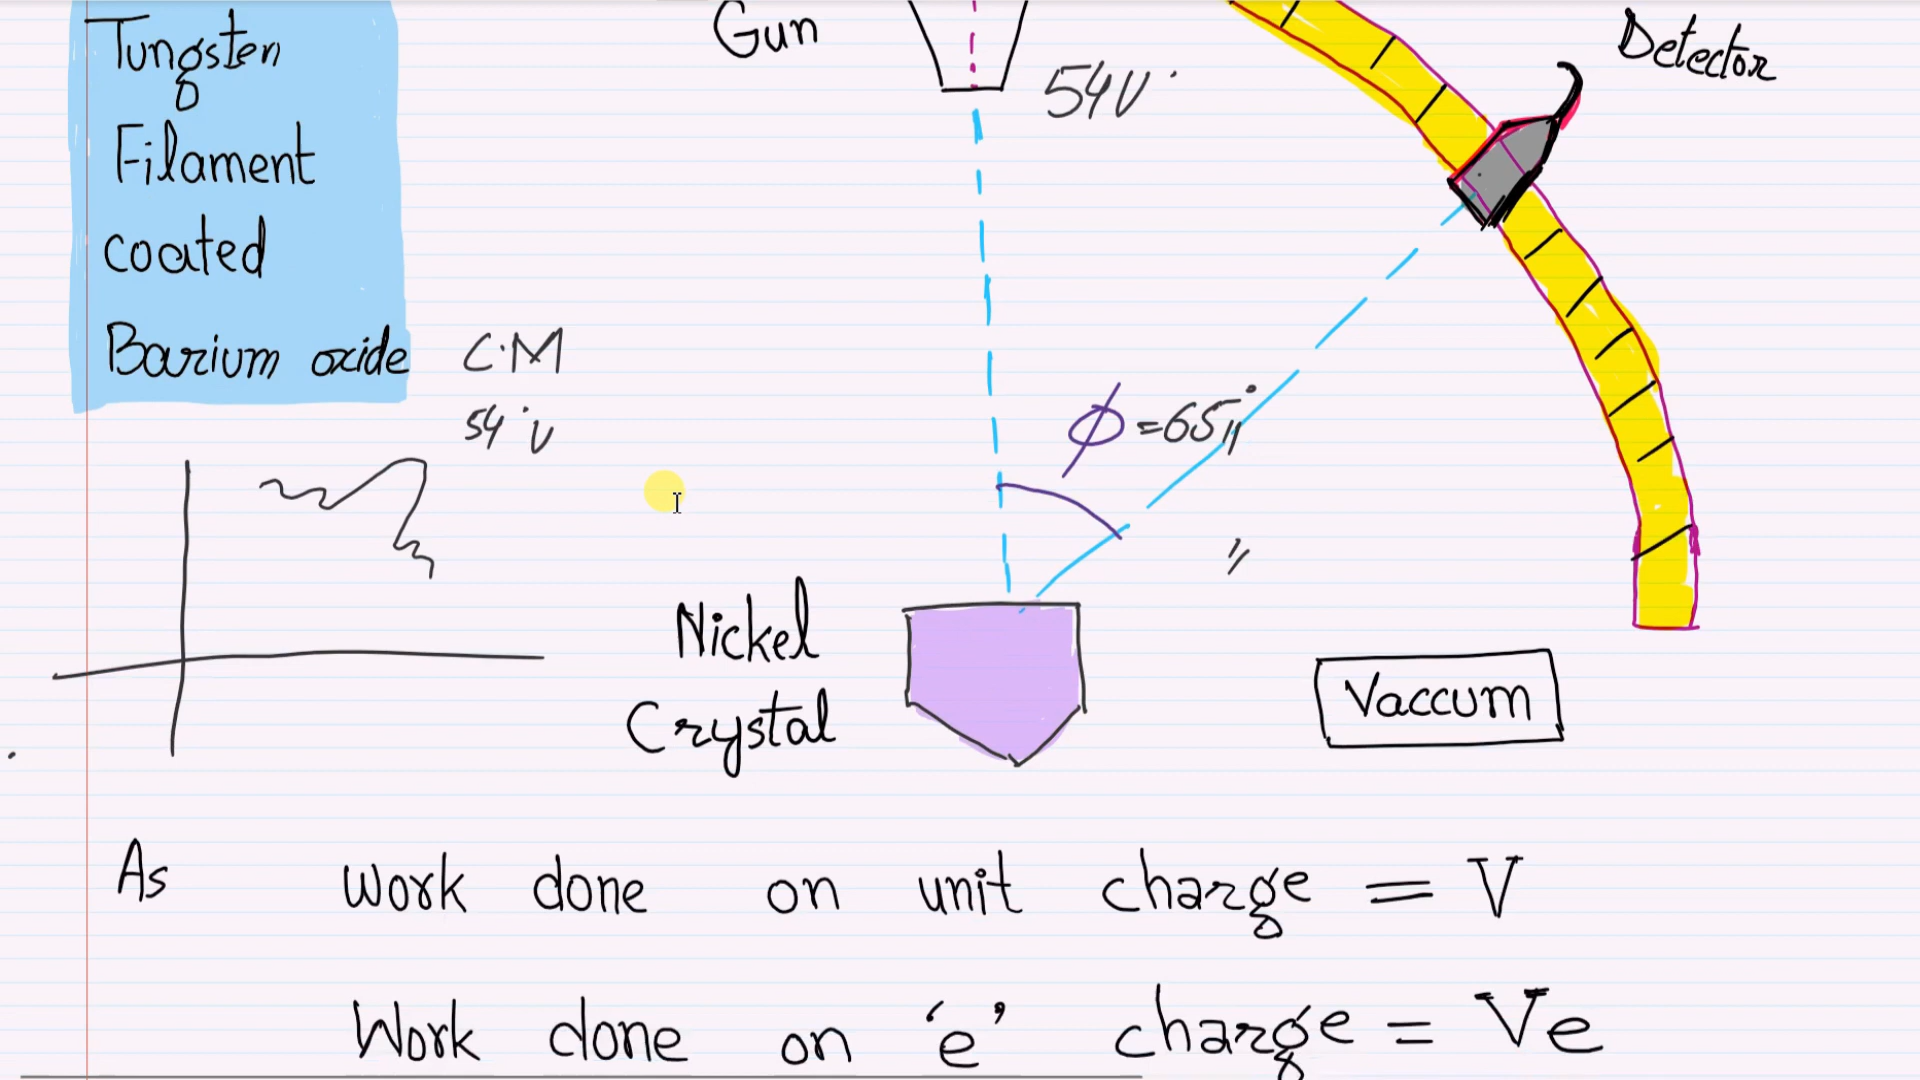 Tungsten
Filament
coated
Barium oxide
Gun
54V
Detector
C.M
54 V
ϕ = 65
Nickel
Crystal
Vaccum
As Work done on unit charge = V
Work done on 'e' charge = Ve